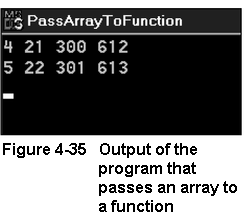 PassArrayToFunction
4 21 300 612
5 22 301 613
Figure 4-35 Output of the
program that
passes an array to
a function